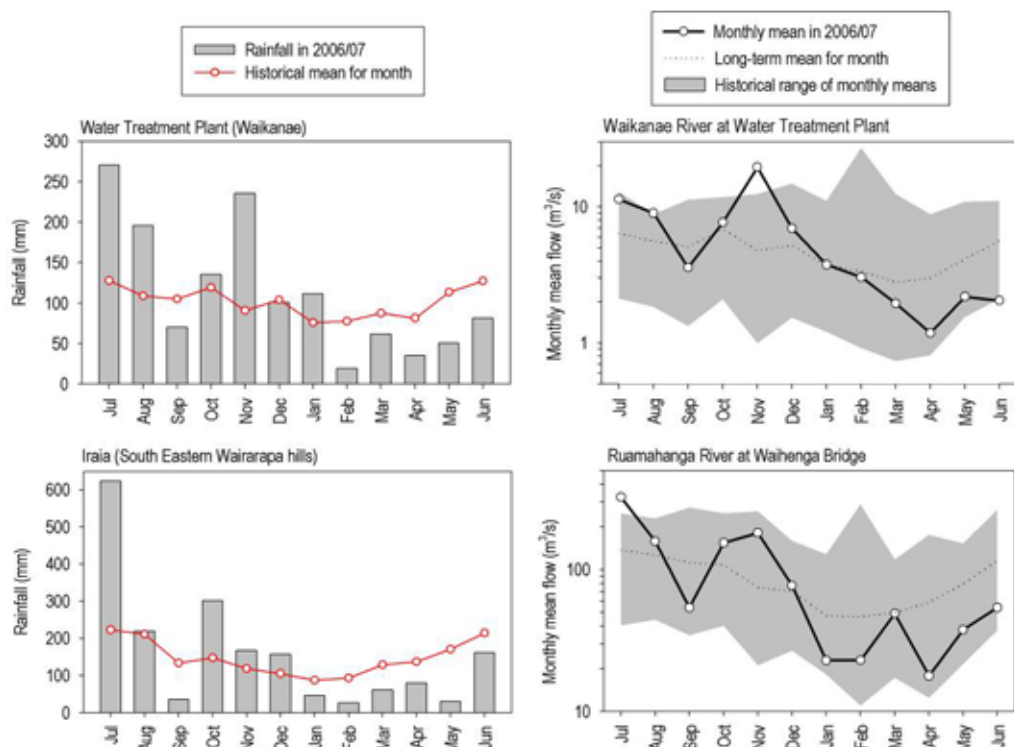 Rainfall in 2006/07
Historical mean for month
Monthly mean in 2006/07
Long-term mean for month
Historical range of monthly means
Water Treatment Plant (Waikanae)
300
250
200
150
100
50
0
Rainfall (mm)
Jul Aug Sep Oct Nov Dec Jan Feb Mar Apr May Jun
Waikanae River at Water Treatment Plant
10
1
Monthly mean flow (m³/s)
Jul Aug Sep Oct Nov Dec Jan Feb Mar Apr May Jun
Iraia (South Eastern Wairarapa hills)
600
500
400
300
200
100
0
Rainfall (mm)
Jul Aug Sep Oct Nov Dec Jan Feb Mar Apr May Jun
Ruamahanga River at Waihenga Bridge
100
10
Monthly mean flow (m³/s)
Jul Aug Sep Oct Nov Dec Jan Feb Mar Apr May Jun